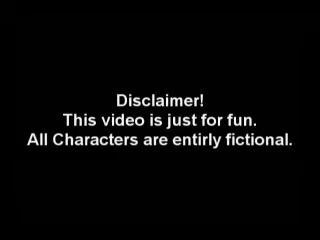 Disclaimer!
This video is just for fun.
All Characters are entirly fictional.